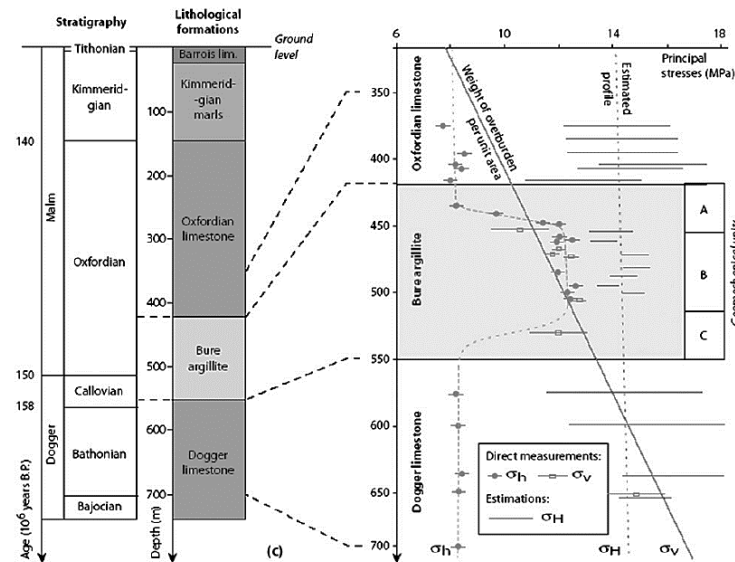 Stratigraphy
Lithological
formations
Tithonian
Kimmerid-
gian
140
Malm
Oxfordian
150
Callovian
158
Dogger
Bathonian
Bajocian
Age (10⁶ years B.P.)
Barrois lim.
Kimmerid-
-gian
marls
Oxfordian
limestone
Bure
argillite
Dogger
limestone
100
200
300
400
500
600
700
Depth (m)
Ground
level
(c)
6
10
14
18
Principal
stresses (MPa)
350
400
450
500
550
600
650
700
Oxfordian limestone
Bure argillite
Dogger limestone
Weight of overburden
per unit area
Estimated
profile
A
B
C
Direct measurements:
σh
σv
Estimations:
σH
σh
σH
σv